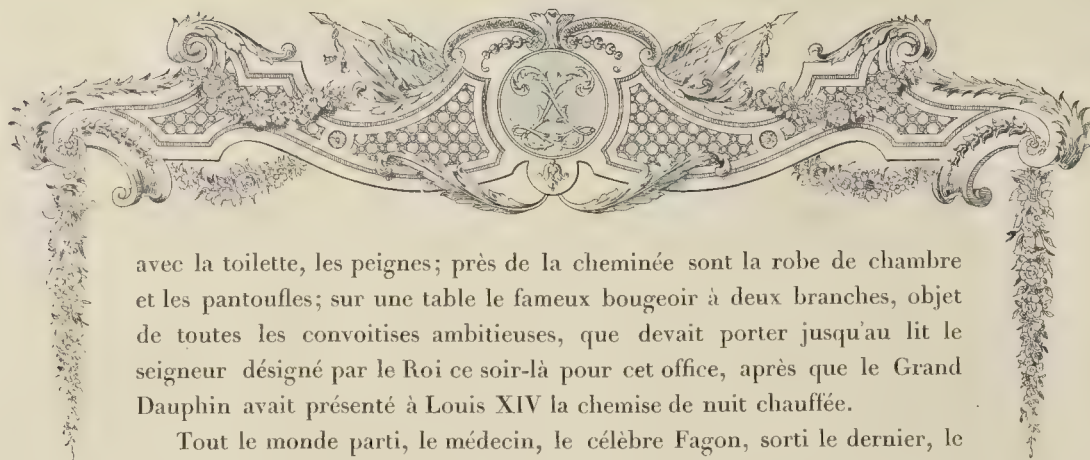 avec la toilette, les peignes; près de la cheminée sont la robe de chambre
et les pantoufles; sur une table le fameux bougeoir à deux branches, objet
de toutes les convoitises ambitieuses, que devait porter jusqu'au lit le
seigneur désigné par le Roi ce soir-là pour cet office, après que le Grand
Dauphin avait présenté à Louis XIV la chemise de nuit chauffée.
Tout le monde parti, le médecin, le célèbre Fagon, sorti le dernier, le